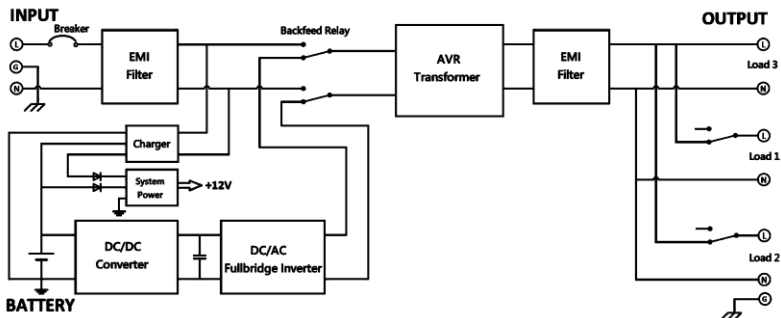 INPUT
OUTPUT
Breaker
Backfeed Relay
L
G
N
EMI
Filter
AVR
Transformer
EMI
Filter
L
Load 3
N
Charger
L
Load 1
N
System
Power
+12V
DC/DC
Converter
DC/AC
Fullbridge Inverter
L
Load 2
N
G
BATTERY